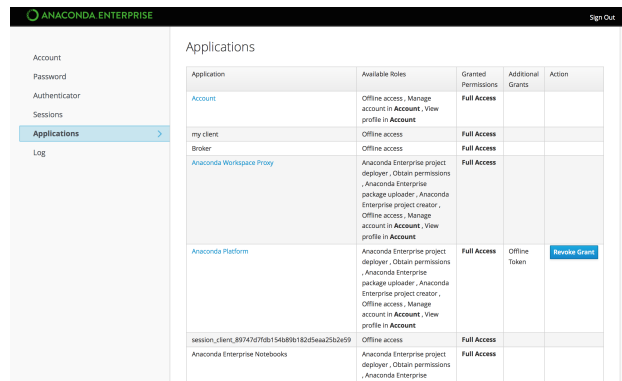 ANACONDA ENTERPRISE
Sign Out
Account
Password
Authenticator
Sessions
Applications
Log
Applications
Application Available Roles Granted Permissions Additional Grants Action
Account Offline access , Manage Full Access
account in Account , View
profile in Account
my client Offline access Full Access
Broker Offline access Full Access
Anaconda Workspace Proxy Anaconda Enterprise project Full Access
deployer , Obtain permissions
, Anaconda Enterprise
package uploader , Anaconda
Enterprise project creator ,
Offline access , Manage
account in Account , View
profile in Account
Anaconda Platform Anaconda Enterprise project Full Access Offline Revoke Grant
deployer , Obtain permissions Token
, Anaconda Enterprise
package uploader , Anaconda
Enterprise project creator ,
Offline access , Manage
account in Account , View
profile in Account
session_client_89747d7fdb154b89b182d5eaa25b2e59 Offline access Full Access
Anaconda Enterprise Notebooks Anaconda Enterprise project Full Access
deployer , Obtain permissions
, Anaconda Enterprise